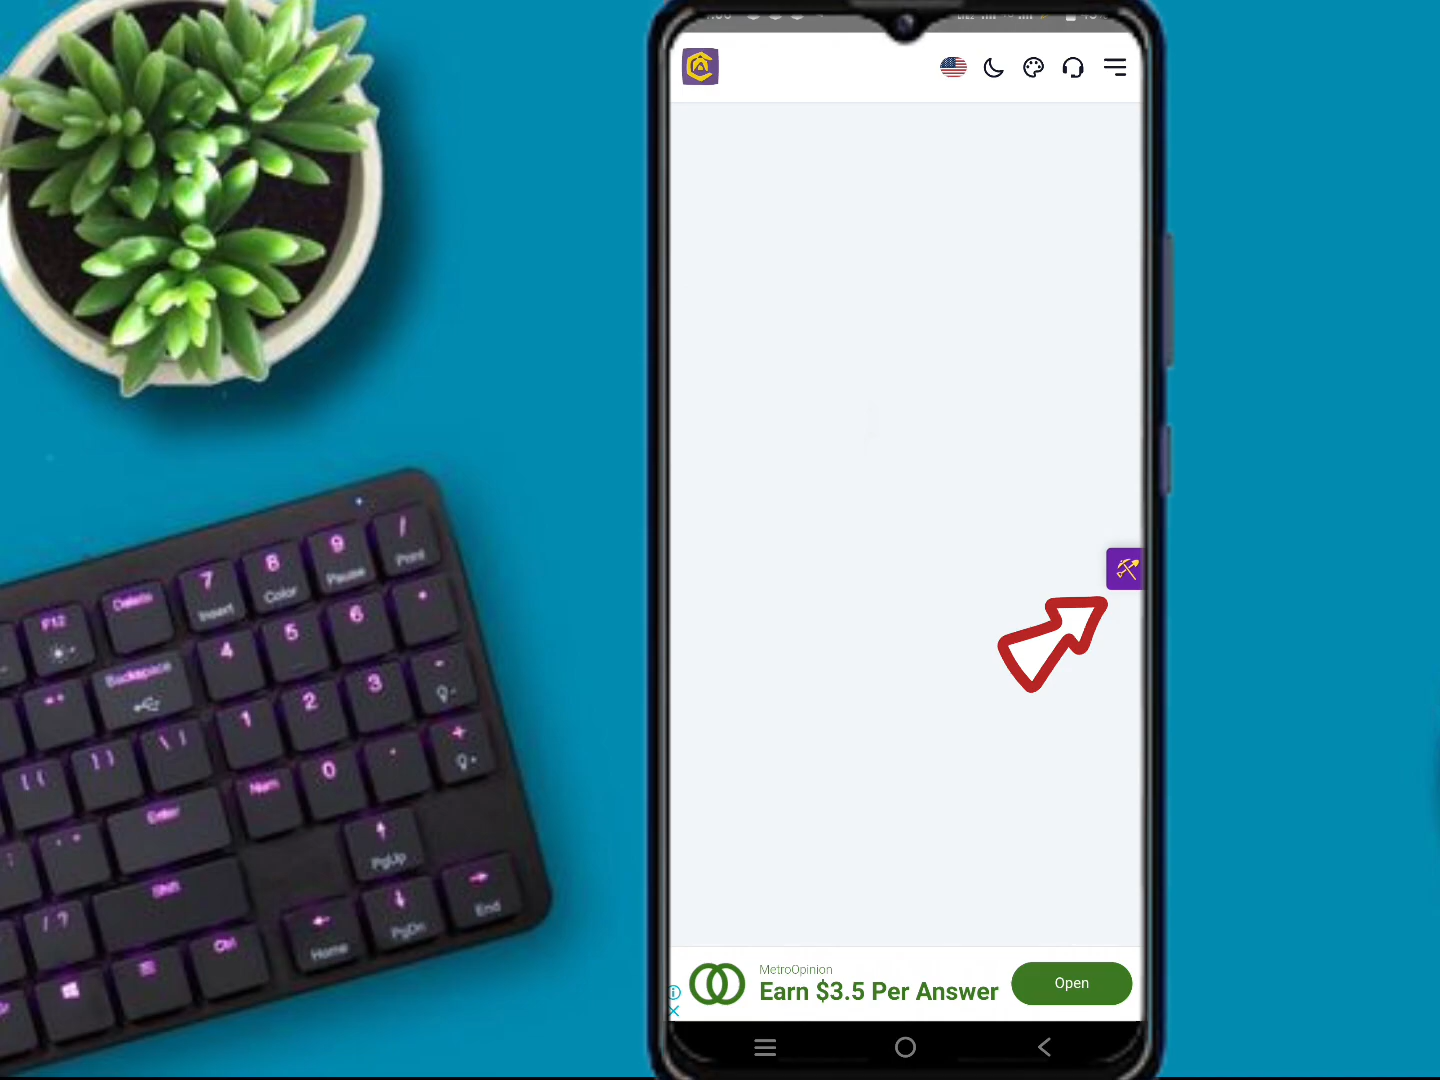 MetroOpinion
Earn $3.5 Per Answer
Open
/
9
Print
8
Pause
7
Color
*
Delete
Insert
6
F12
5
4
-
Backspace
3
2
+
1
0
.
Num
Enter
PgUp
Shift
End
PgDn
Ctrl
Home
/ ?